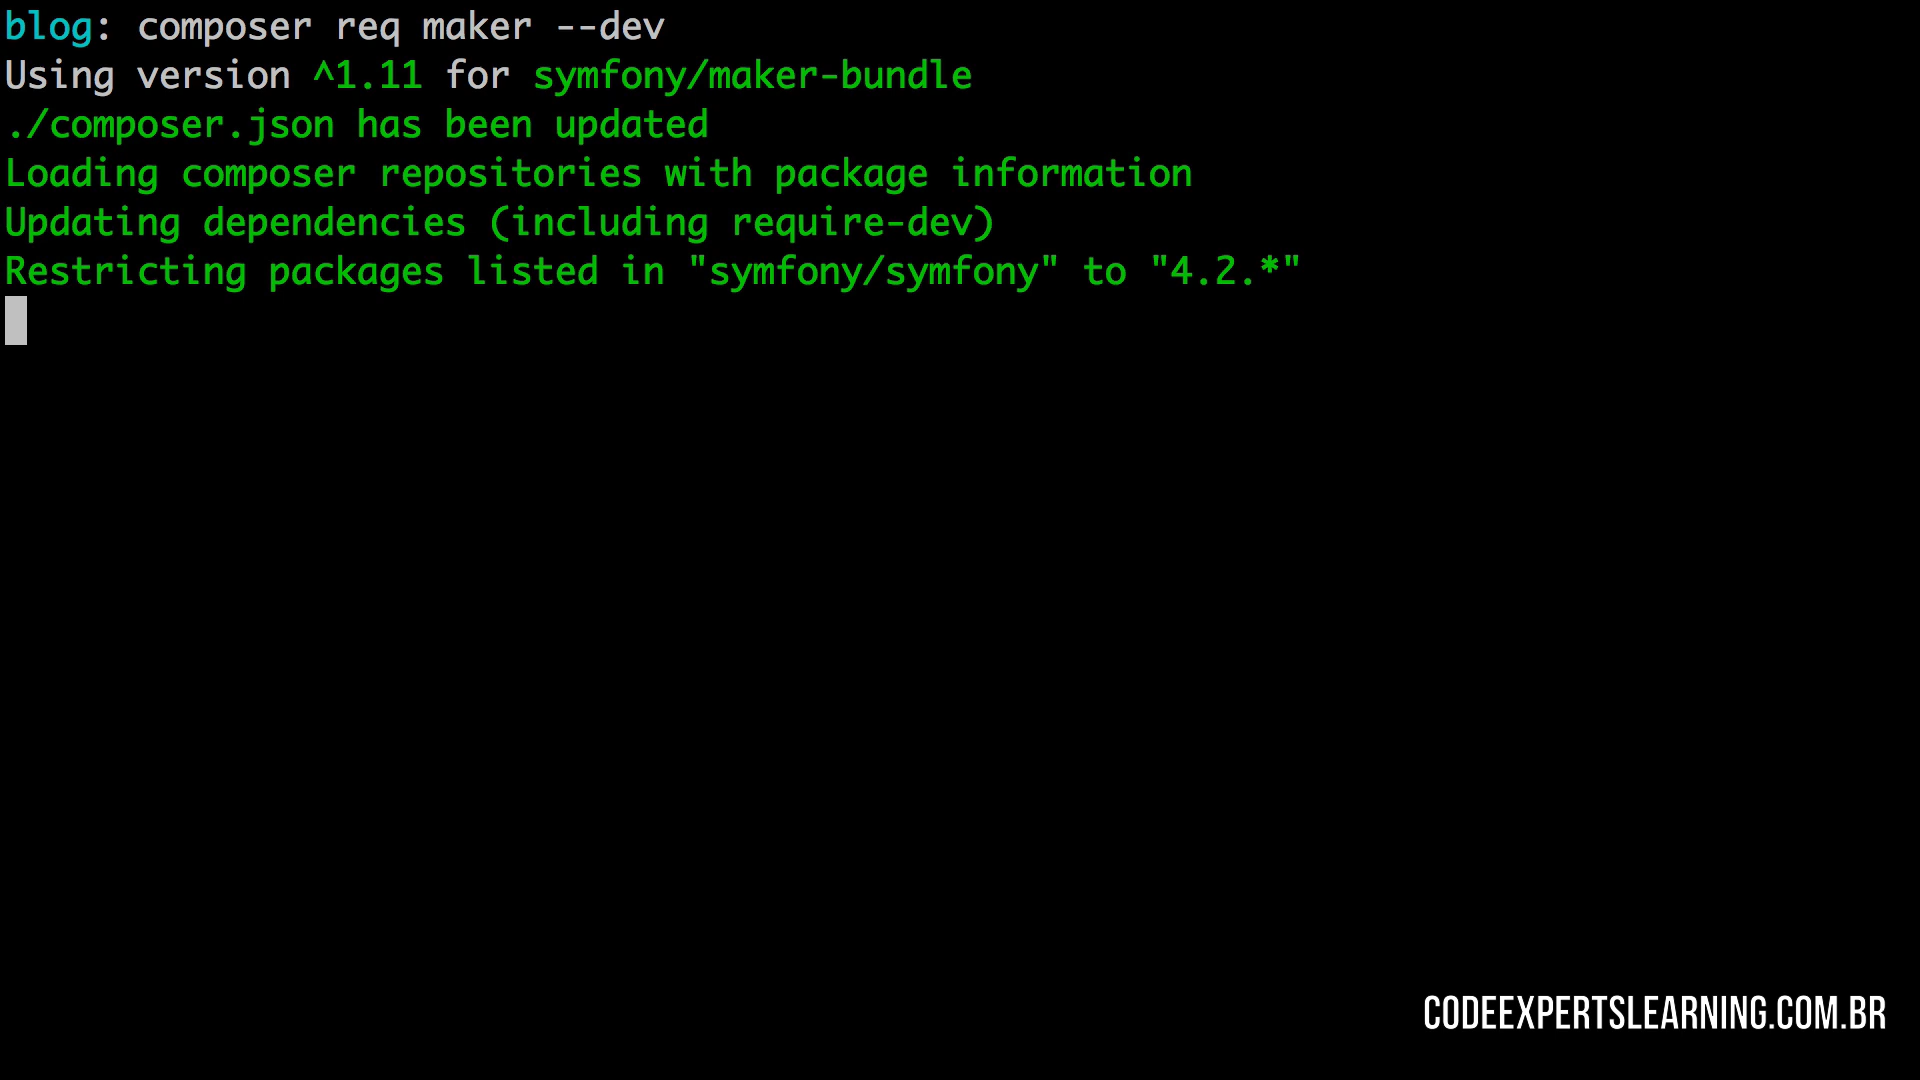 blog: composer req maker --dev
Using version ^1.11 for symfony/maker-bundle
./composer.json has been updated
Loading composer repositories with package information
Updating dependencies (including require-dev)
Restricting packages listed in "symfony/symfony" to "4.2.*"
CODEEXPERTSLEARNING.COM.BR